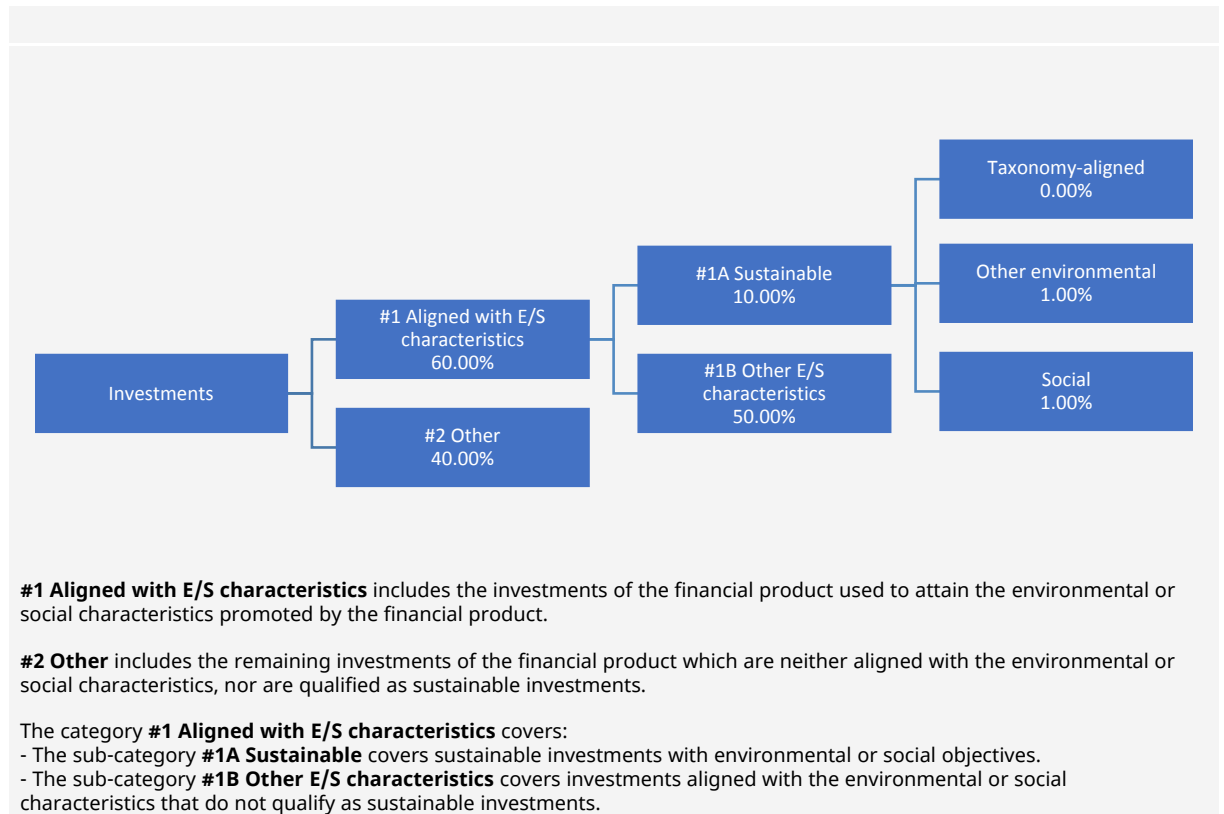 Taxonomy-aligned
0.00%
#1A Sustainable
10.00%
Other environmental
1.00%
#1 Aligned with E/S
characteristics
60.00%
Investments
#1B Other E/S
characteristics
50.00%
Social
1.00%
#2 Other
40.00%
#1 Aligned with E/S characteristics includes the investments of the financial product used to attain the environmental or
social characteristics promoted by the financial product.
#2 Other includes the remaining investments of the financial product which are neither aligned with the environmental or
social characteristics, nor are qualified as sustainable investments.
The category #1 Aligned with E/S characteristics covers:
- The sub-category #1A Sustainable covers sustainable investments with environmental or social objectives.
- The sub-category #1B Other E/S characteristics covers investments aligned with the environmental or social
characteristics that do not qualify as sustainable investments.